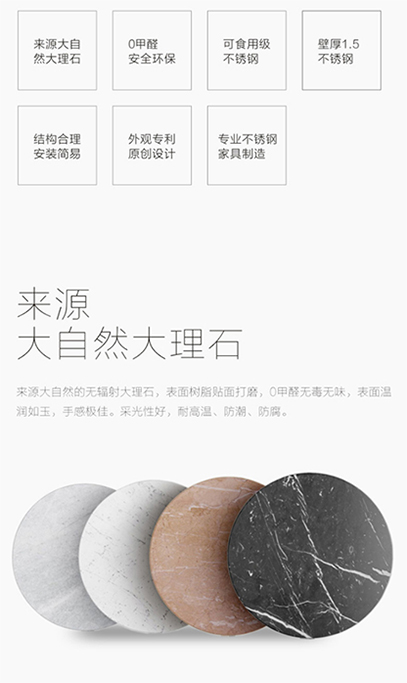 来源大自
然大理石
0甲醛
安全环保
可食用级
不锈钢
壁厚1.5
不锈钢
结构合理
安装简易
外观专利
原创设计
专业不锈钢
家具制造
来源
大自然大理石
来源大自然的无辐射大理石，表面树脂贴面打磨，0甲醛无毒无味，表面温
润如玉，手感极佳。采光性好，耐高温、防潮、防腐。